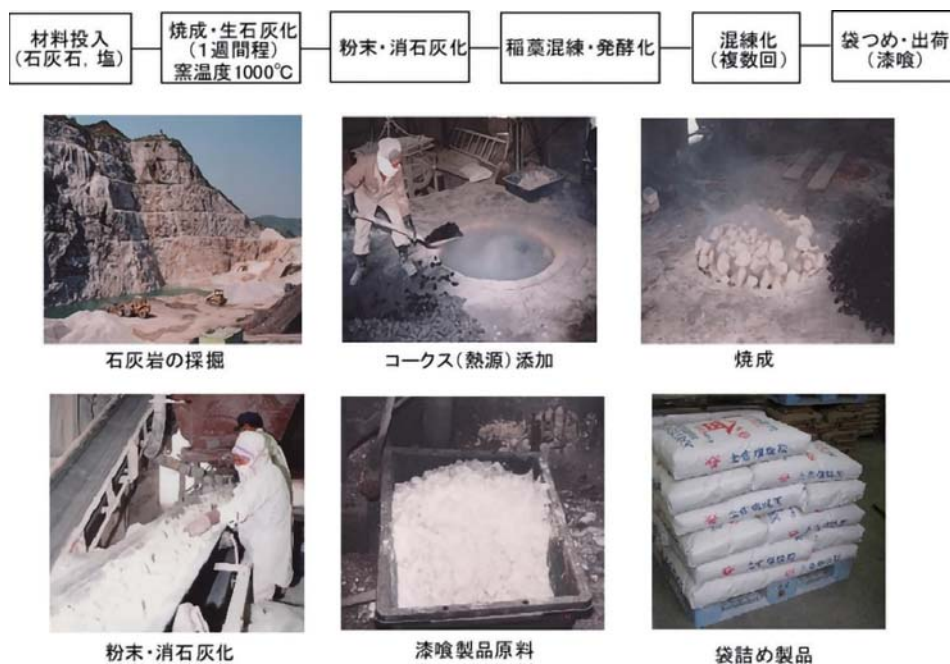 材料投入
(石灰石,塩)
焼成・生石灰化
(1週間程)
窯温度1000℃
粉末・消石灰化
稲藁混練・発酵化
混練化
(複数回)
袋つめ・出荷
(漆喰)
石灰岩の採掘
コークス(熱源)添加
焼成
粉末・消石灰化
漆喰製品原料
袋詰め製品